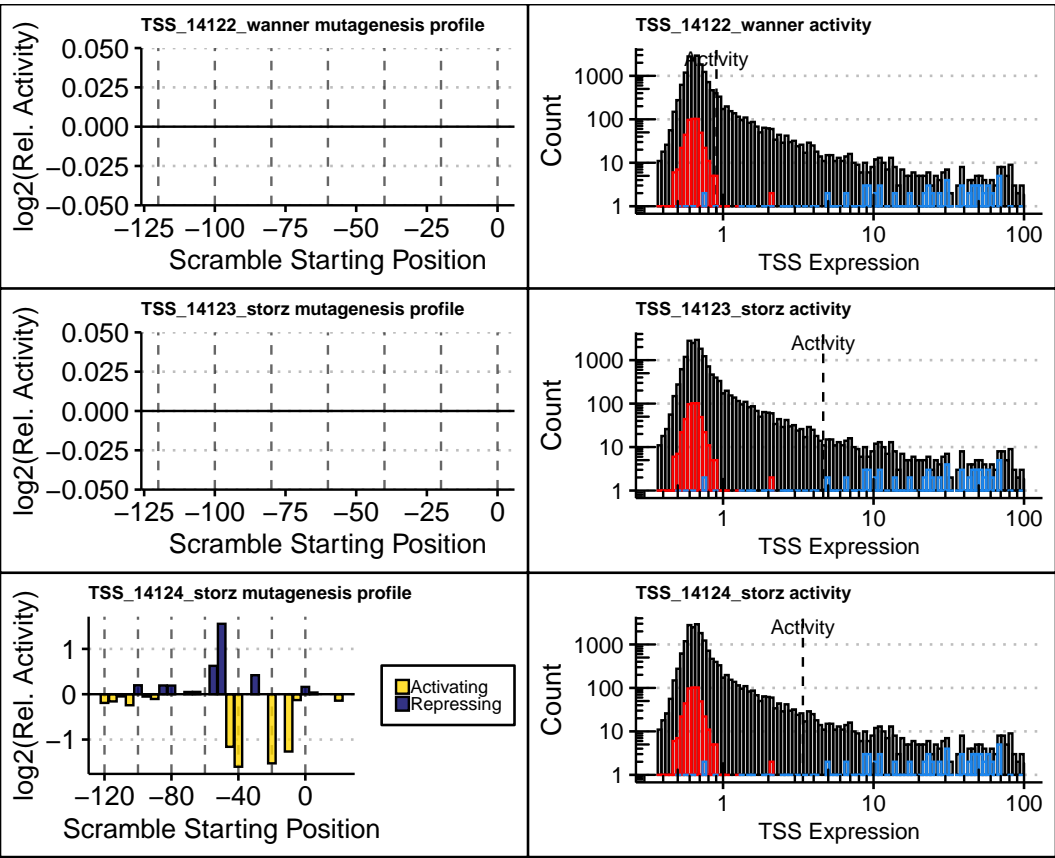 TSS_14122_wanner mutagenesis profile
log2(Rel. Activity)
0.050
0.025
0.000
−0.025
−0.050
−125 −100 −75 −50 −25 0
Scramble Starting Position
TSS_14122_wanner activity
Activity
Count
1000
100
10
1
1 10 100
TSS Expression
TSS_14123_storz mutagenesis profile
log2(Rel. Activity)
0.050
0.025
0.000
−0.025
−0.050
−125 −100 −75 −50 −25 0
Scramble Starting Position
TSS_14123_storz activity
Activity
Count
1000
100
10
1
1 10 100
TSS Expression
TSS_14124_storz mutagenesis profile
log2(Rel. Activity)
1
0
−1
−120 −80 −40 0
Scramble Starting Position
Activating
Repressing
TSS_14124_storz activity
Activity
Count
1000
100
10
1
1 10 100
TSS Expression